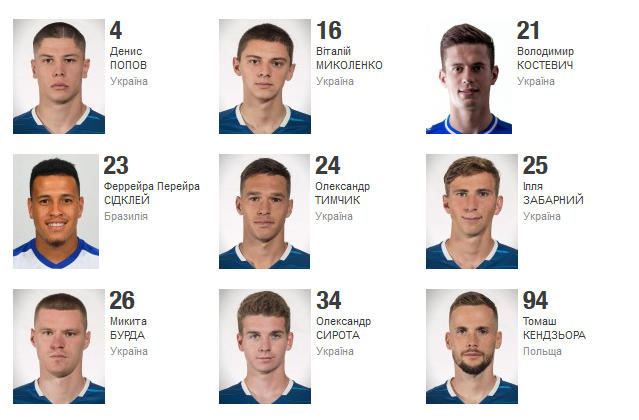 4
Денис
ПОПОВ
Україна
16
Віталій
МИКОЛЕНКО
Україна
21
Володимир
КОСТЕВИЧ
Україна
23
Феррейра Перейра
СІДКЛЕЙ
Бразилія
24
Олександр
ТИМЧИК
Україна
25
Ілля
ЗАБАРНИЙ
Україна
26
Микита
БУРДА
Україна
34
Олександр
СИРОТА
Україна
94
Томаш
КЕНДЗЬОРА
Польща